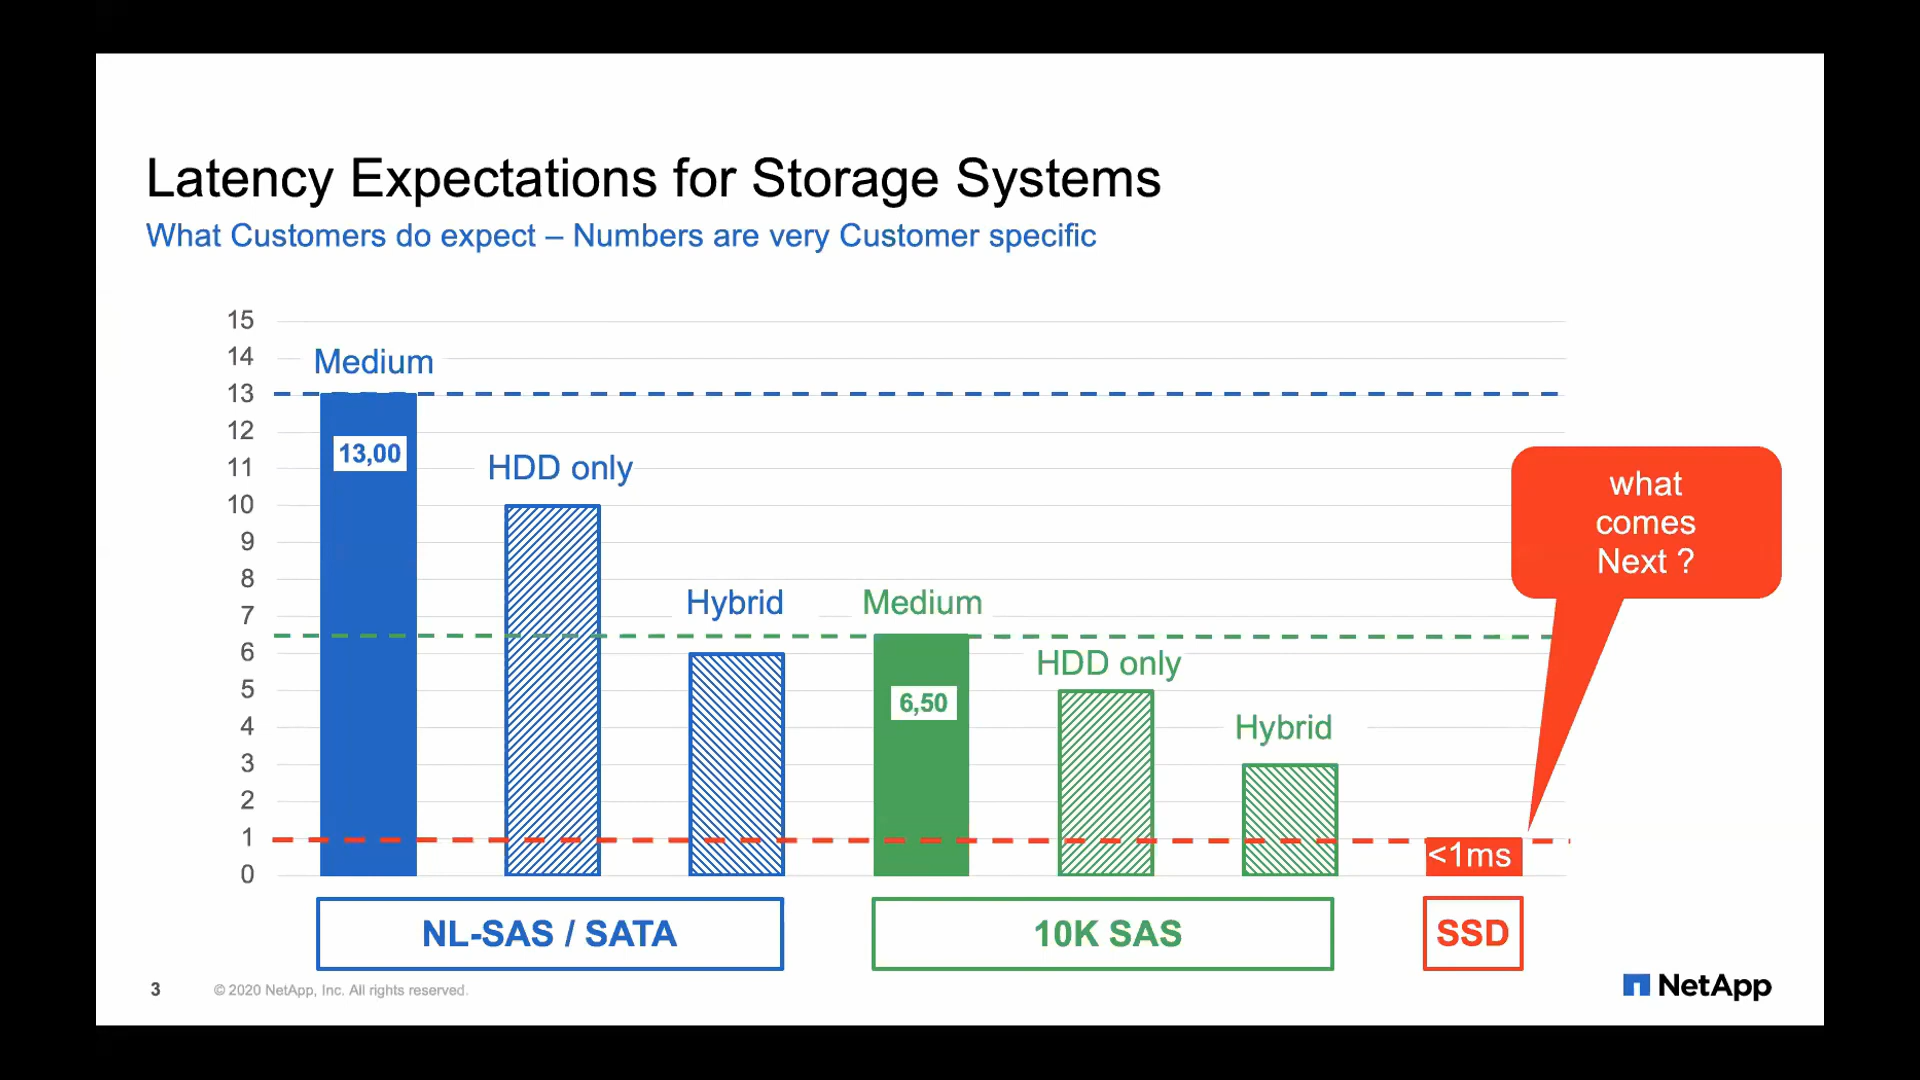 Latency Expectations for Storage Systems
What Customers do expect – Numbers are very Customer specific
15
14
13
12
11
10
9
8
7
6
5
4
3
2
1
0
Medium
13,00
HDD only
Hybrid
Medium
6,50
HDD only
Hybrid
<1ms
what
comes
Next ?
NL-SAS / SATA
10K SAS
SSD
3
© 2020 NetApp, Inc. All rights reserved.
NetApp